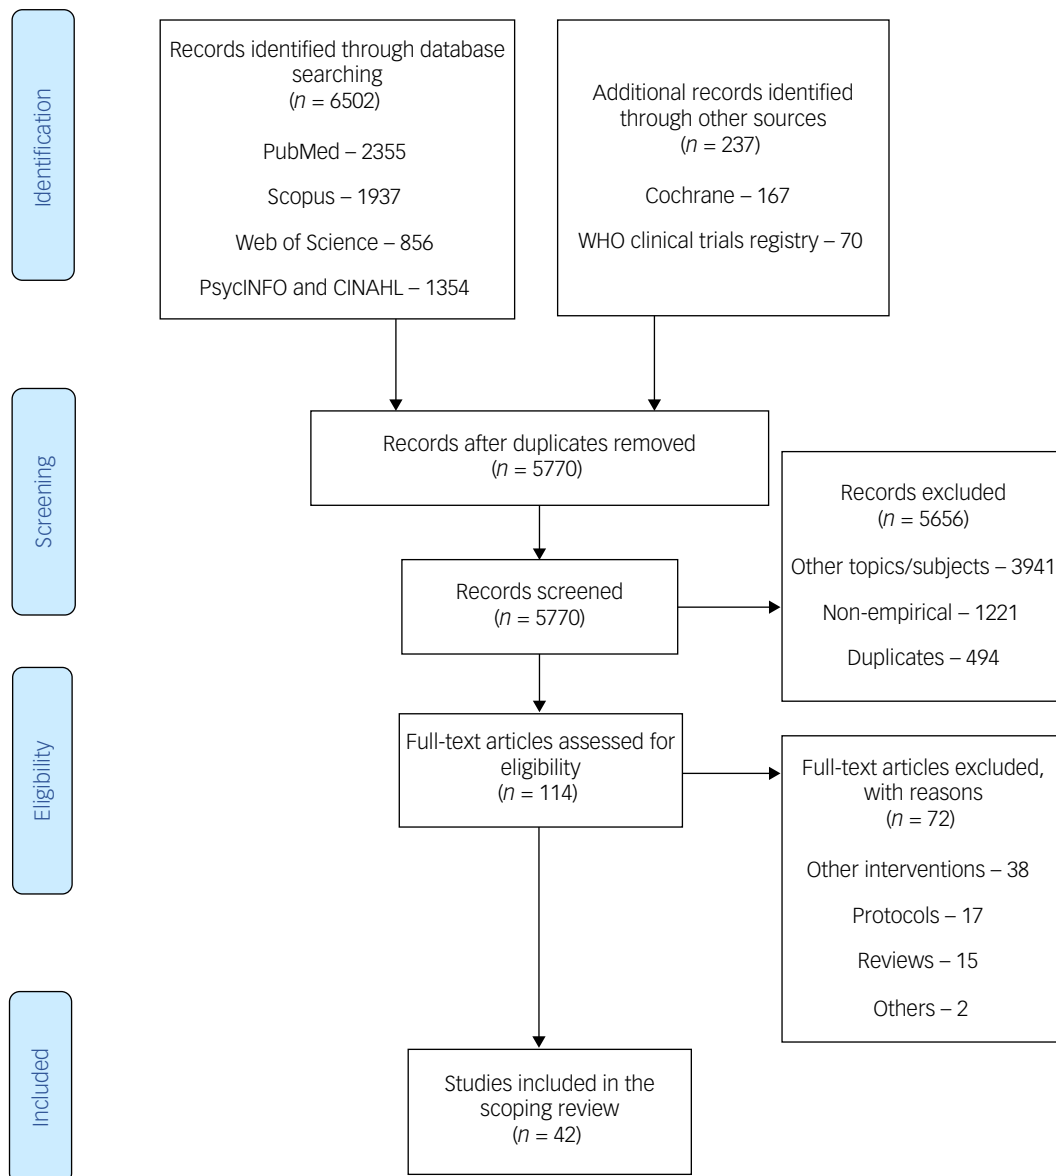 Identification
Records identified through database
searching
(n = 6502)
PubMed – 2355
Scopus – 1937
Web of Science – 856
PsycINFO and CINAHL – 1354
Additional records identified
through other sources
(n = 237)
Cochrane – 167
WHO clinical trials registry – 70
Screening
Records after duplicates removed
(n = 5770)
Records screened
(n = 5770)
Records excluded
(n = 5656)
Other topics/subjects – 3941
Non-empirical – 1221
Duplicates – 494
Eligibility
Full-text articles assessed for
eligibility
(n = 114)
Full-text articles excluded,
with reasons
(n = 72)
Other interventions – 38
Protocols – 17
Reviews – 15
Others – 2
Included
Studies included in the
scoping review
(n = 42)